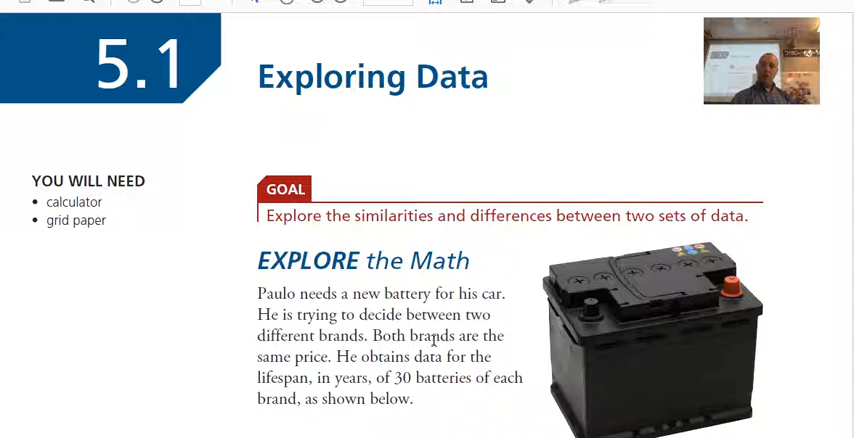 5.1
Exploring Data
YOU WILL NEED
• calculator
• grid paper
GOAL
Explore the similarities and differences between two sets of data.
EXPLORE the Math
Paulo needs a new battery for his car.
He is trying to decide between two
different brands. Both brands are the
same price. He obtains data for the
lifespan, in years, of 30 batteries of each
brand, as shown below.